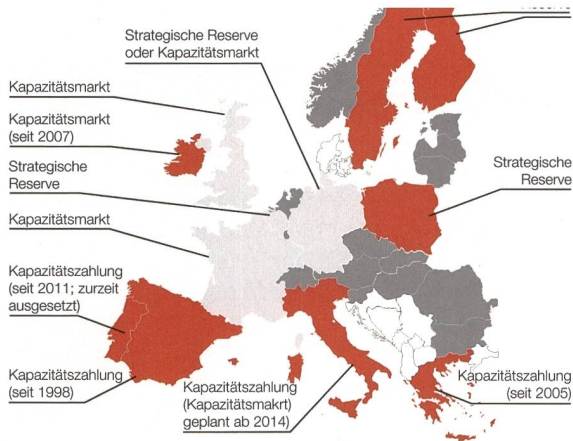 Strategische Reserve
oder Kapazitätsmarkt
Kapazitätsmarkt
Kapazitätsmarkt
(seit 2007)
Strategische
Reserve
Strategische
Reserve
Kapazitätsmarkt
Kapazitätszahlung
(seit 2011; zurzeit
ausgesetzt)
Kapazitätszahlung
(seit 1998)
Kapazitätszahlung
(Kapazitätsmakrt)
geplant ab 2014)
Kapazitätszahlung
(seit 2005)